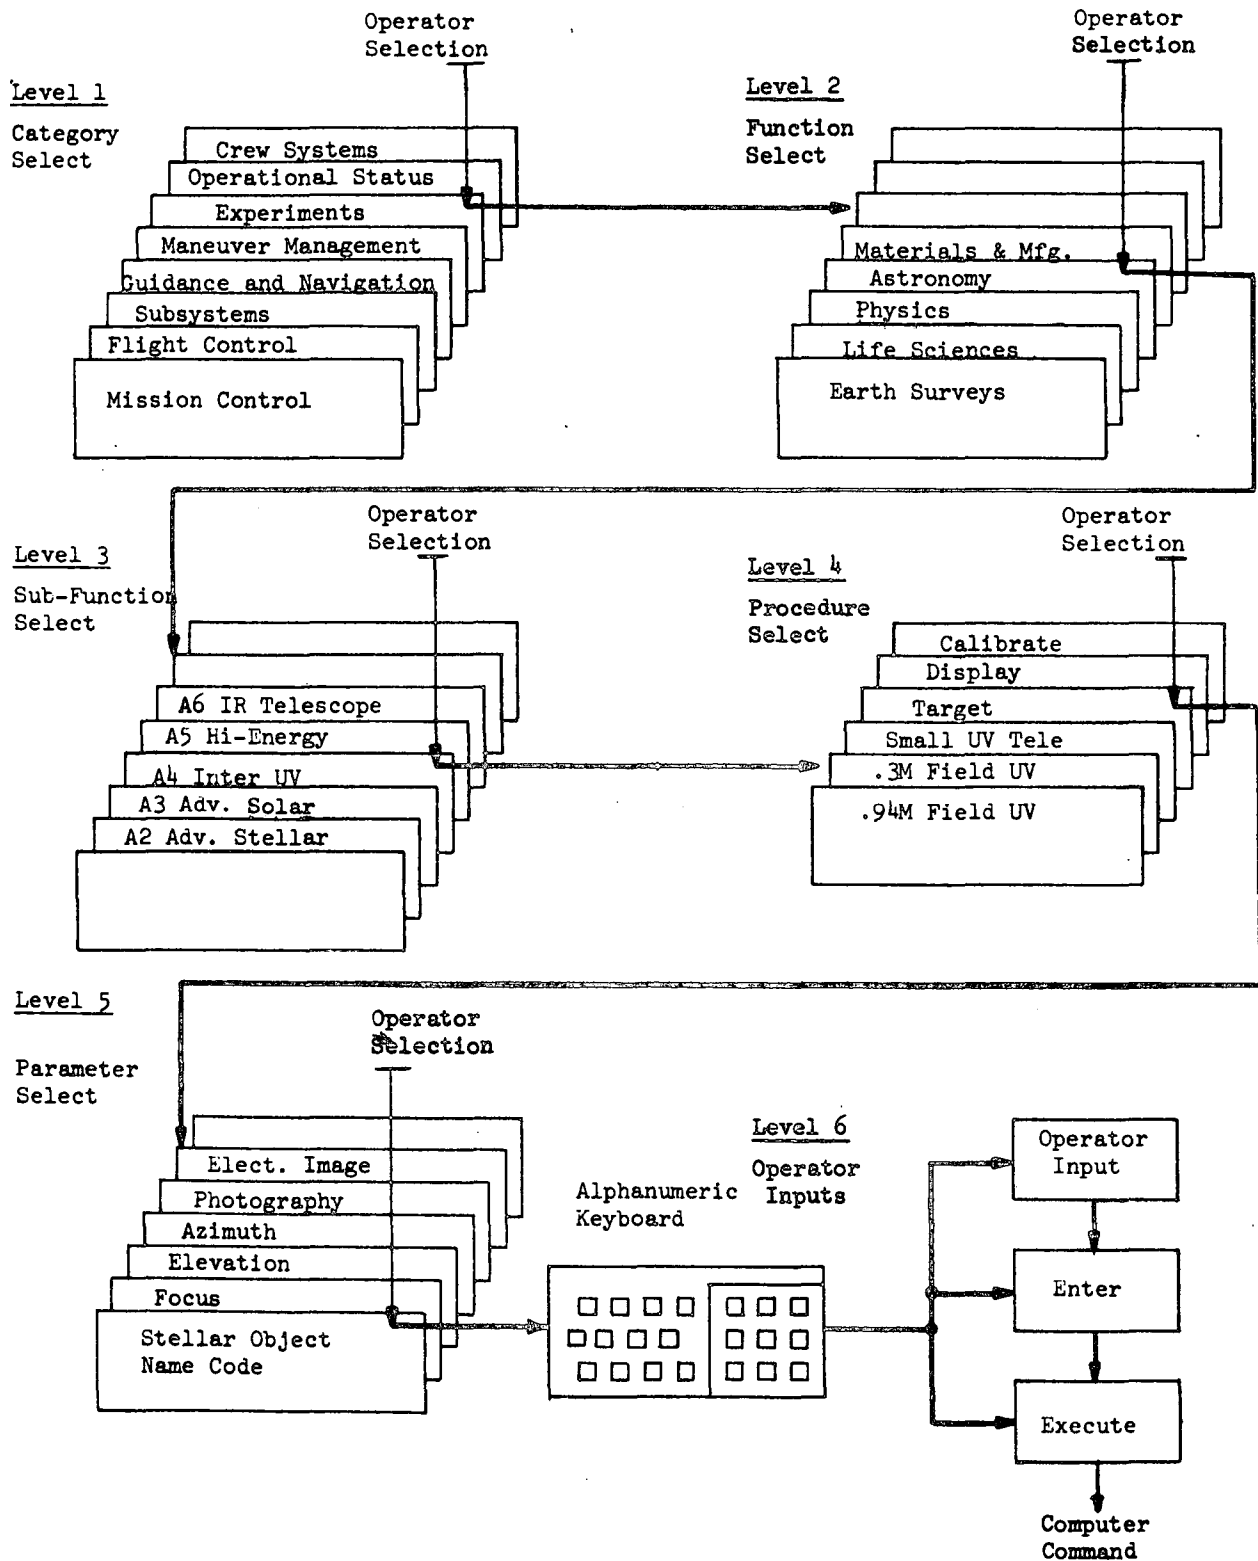 Operator
Selection
Level 1
Category
Select
Crew Systems
Operational Status
Experiments
Maneuver Management
Guidance and Navigation
Subsystems
Flight Control
Mission Control
Operator
Selection
Level 2
Function
Select
Materials & Mfg.
Astronomy
Physics
Life Sciences
Earth Surveys
Operator
Selection
Level 3
Sub-Function
Select
A6 IR Telescope
A5 Hi-Energy
A4 Inter UV
A3 Adv. Solar
A2 Adv. Stellar
Operator
Selection
Level 4
Procedure
Select
Calibrate
Display
Target
Small UV Tele
.3M Field UV
.94M Field UV
Level 5
Parameter
Select
Operator
Selection
Elect. Image
Photography
Azimuth
Elevation
Focus
Stellar Object
Name Code
Alphanumeric
Keyboard
Level 6
Operator
Inputs
Operator
Input
Enter
Execute
Computer
Command